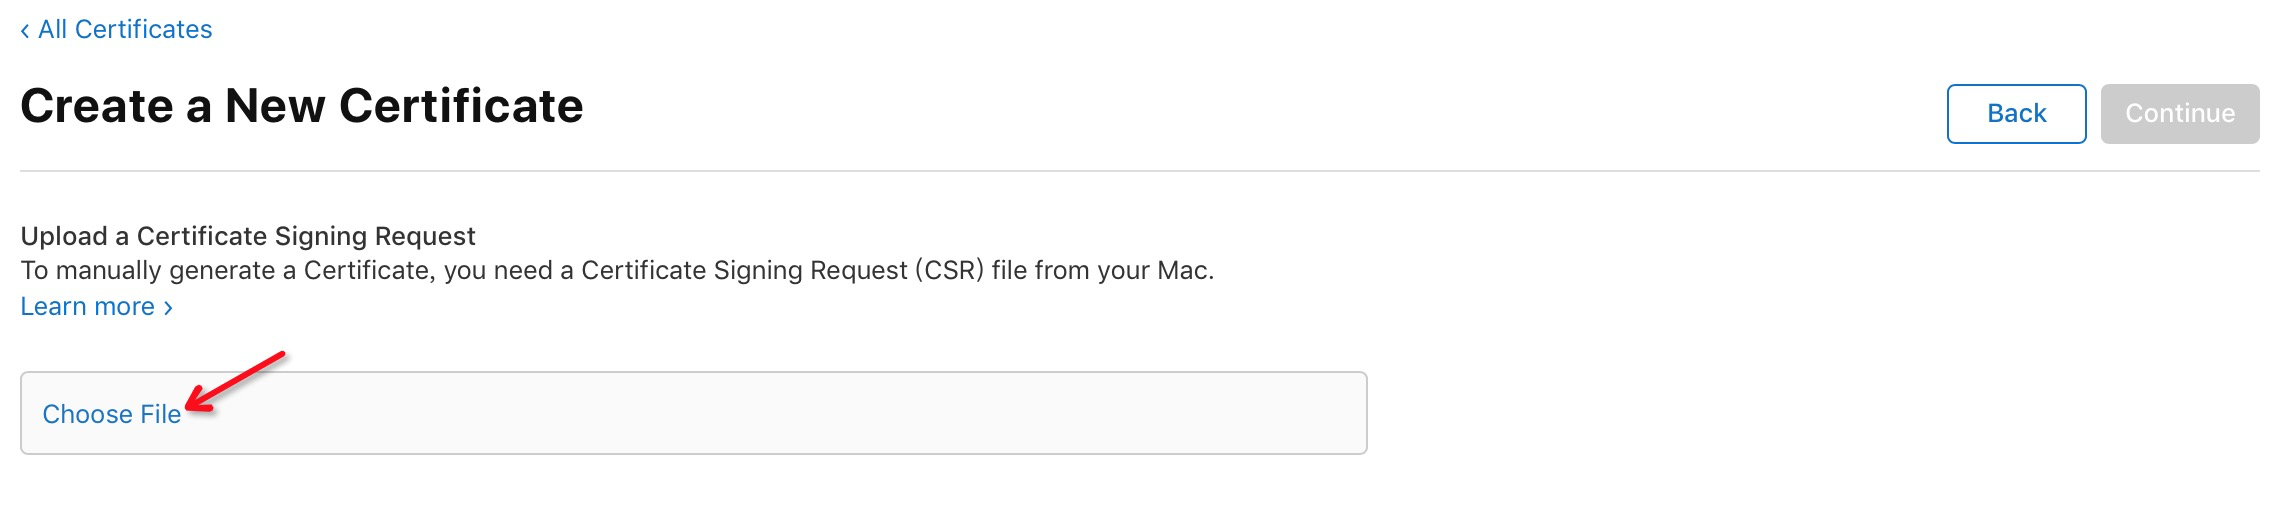 ‹ All Certificates
Create a New Certificate
Back
Continue
Upload a Certificate Signing Request
To manually generate a Certificate, you need a Certificate Signing Request (CSR) file from your Mac.
Learn more ›
Choose File